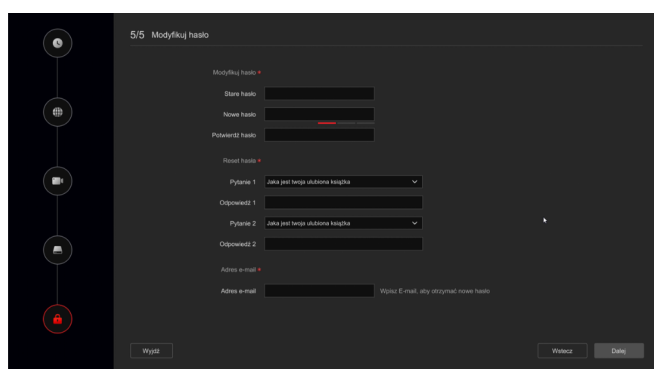 5/5 Modyfikuj hasło
Modyfikuj hasło *
Stare hasło
Nowe hasło
Potwierdź hasło
Reset hasła *
Pytanie 1 Jaka jest twoja ulubiona książka
Odpowiedź 1
Pytanie 2 Jaka jest twoja ulubiona książka
Odpowiedź 2
Adres e-mail *
Adres e-mail Wpisz E-mail, aby otrzymać nowe hasło
Wyjdź Wstecz Dalej